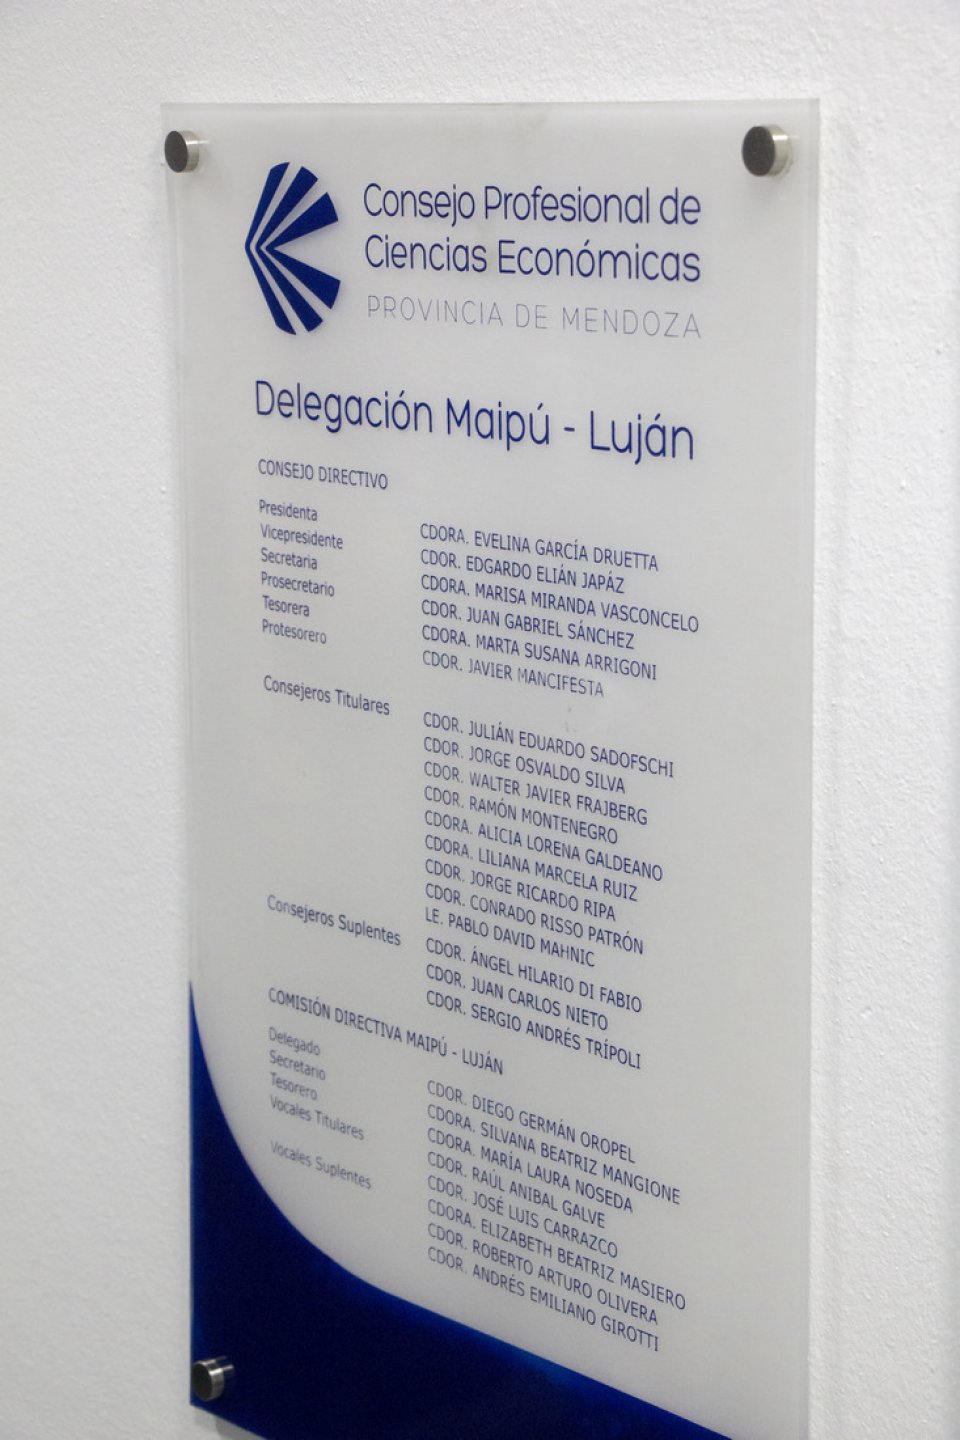 Consejo Profesional de
Ciencias Económicas
PROVINCIA DE MENDOZA
Delegación Maipú - Luján
CONSEJO DIRECTIVO
Presidenta CDORA. EVELINA GARCÍA DRUETTA
Vicepresidente CDOR. EDGARDO ELIÁN JAPÁZ
Secretaria CDORA. MARISA MIRANDA VASCONCELO
Prosecretario CDOR. JUAN GABRIEL SÁNCHEZ
Tesorera CDORA. MARTA SUSANA ARRIGONI
Protesorero CDOR. JAVIER MANCIFESTA
Consejeros Titulares CDOR. JULIÁN EDUARDO SADOFSCHI
CDOR. JORGE OSVALDO SILVA
CDOR. WALTER JAVIER FRAJBERG
CDOR. RAMÓN MONTENEGRO
CDORA. ALICIA LORENA GALDEANO
CDORA. LILIANA MARCELA RUIZ
CDOR. JORGE RICARDO RIPA
CDOR. CONRADO RISSO PATRÓN
LE. PABLO DAVID MAHNIC
Consejeros Suplentes CDOR. ÁNGEL HILARIO DI FABIO
CDOR. JUAN CARLOS NIETO
CDOR. SERGIO ANDRÉS TRÍPOLI
COMISIÓN DIRECTIVA MAIPÚ - LUJÁN
Delegado CDOR. DIEGO GERMÁN OROPEL
Secretario CDORA. SILVANA BEATRIZ MANGIONE
Tesorero CDORA. MARÍA LAURA NOSEDA
Vocales Titulares CDOR. RAÚL ANIBAL GALVE
CDOR. JOSÉ LUIS CARRAZCO
Vocales Suplentes CDORA. ELIZABETH BEATRIZ MASIERO
CDOR. ROBERTO ARTURO OLIVERA
CDOR. ANDRÉS EMILIANO GIROTTI